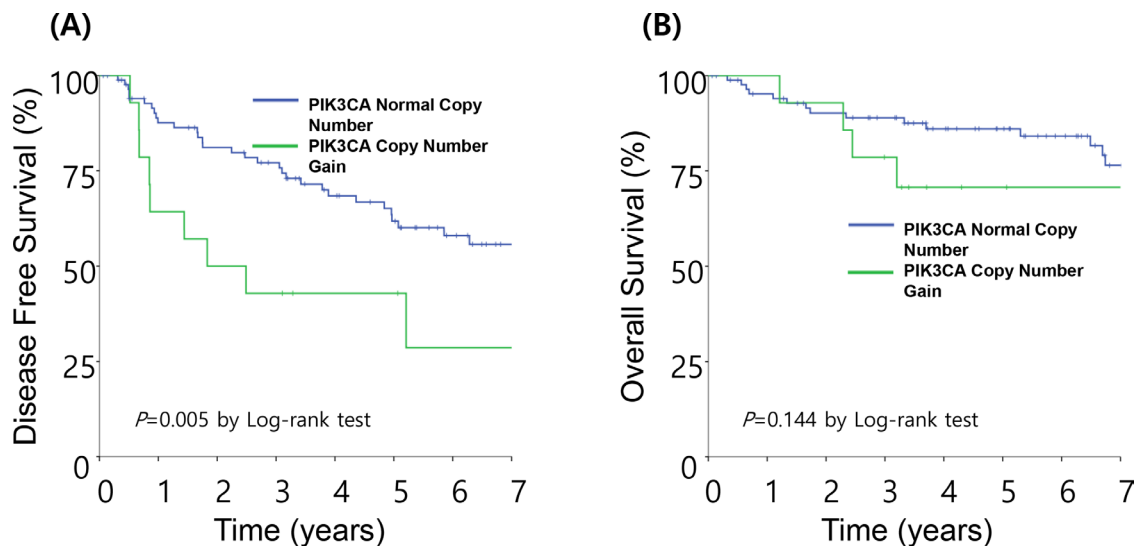 (A)
100
75
50
25
0
Disease Free Survival (%)
PIK3CA Normal Copy
Number
PIK3CA Copy Number
Gain
P=0.005 by Log-rank test
0 1 2 3 4 5 6 7
Time (years)
(B)
100
75
50
25
0
Overall Survival (%)
PIK3CA Normal Copy
Number
PIK3CA Copy Number
Gain
P=0.144 by Log-rank test
0 1 2 3 4 5 6 7
Time (years)